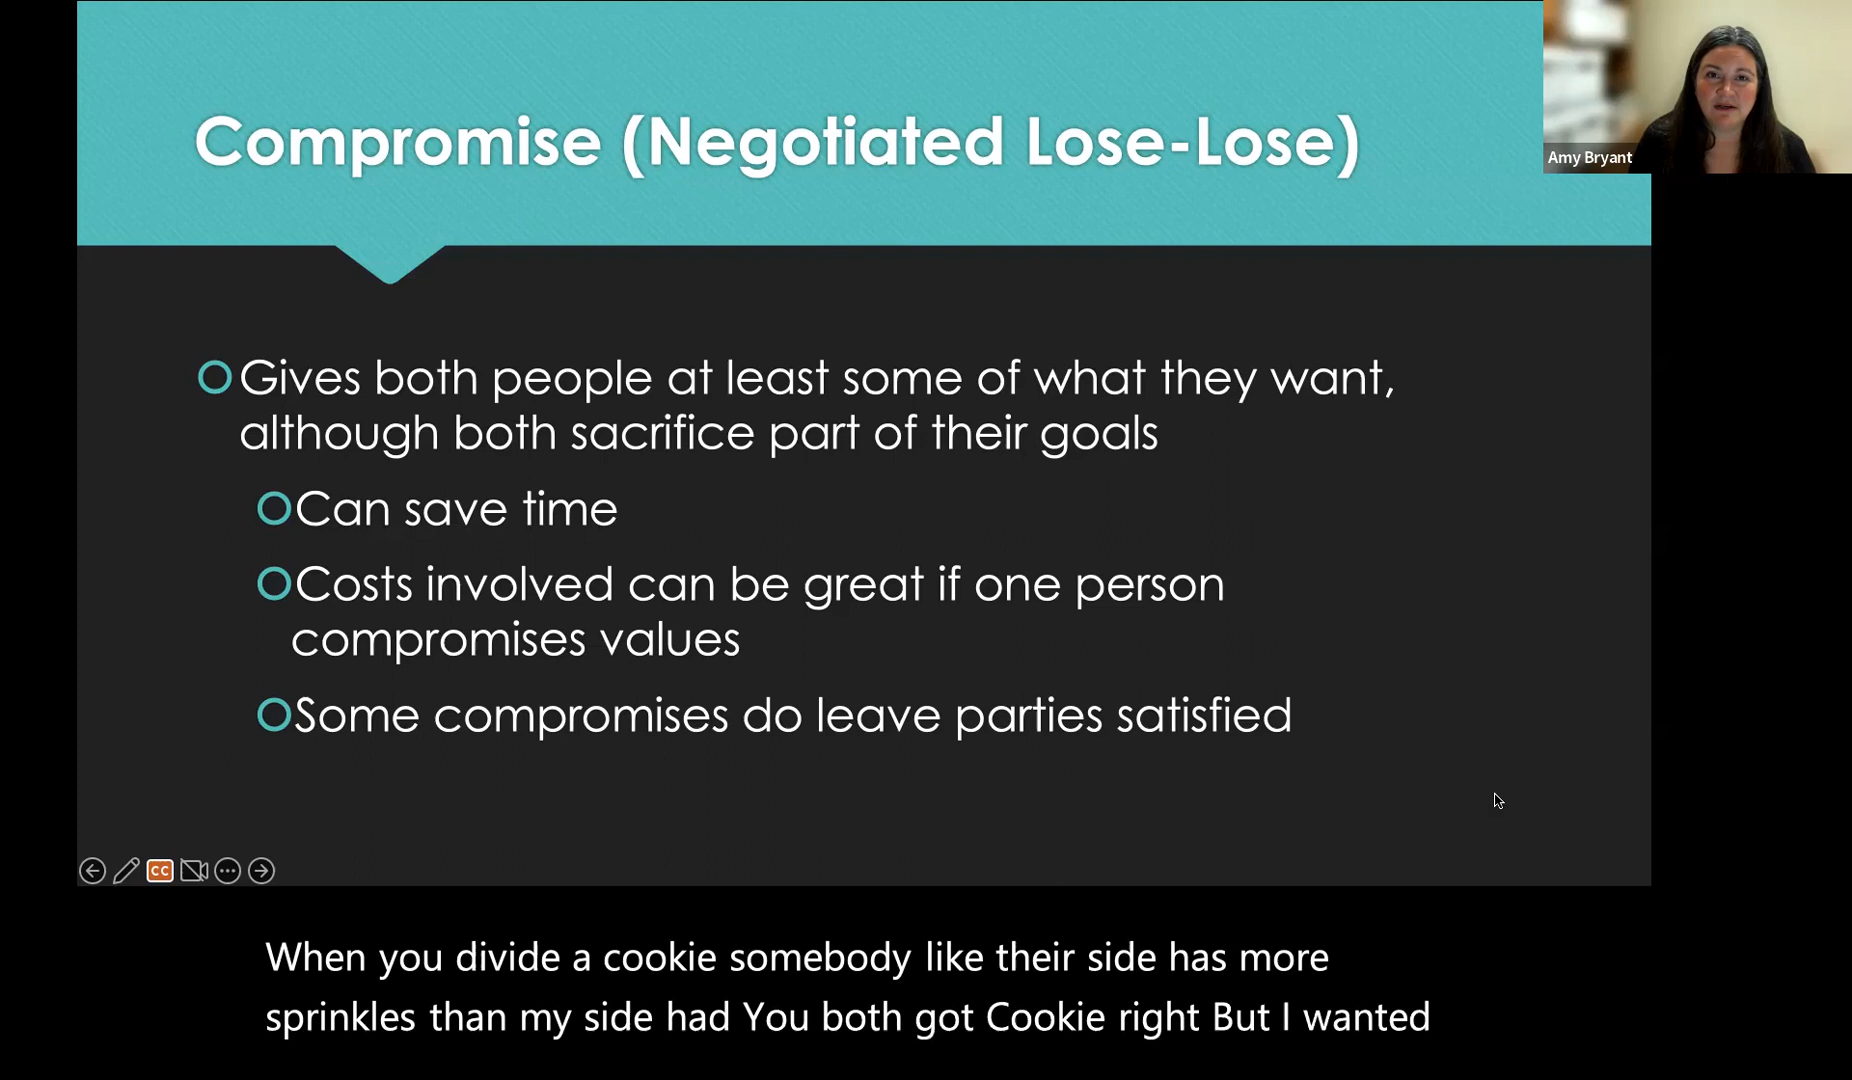 Compromise (Negotiated Lose-Lose)
Amy Bryant
Gives both people at least some of what they want,
although both sacrifice part of their goals
Can save time
Costs involved can be great if one person
compromises values
Some compromises do leave parties satisfied
CC
When you divide a cookie somebody like their side has more
sprinkles than my side had You both got Cookie right But I wanted